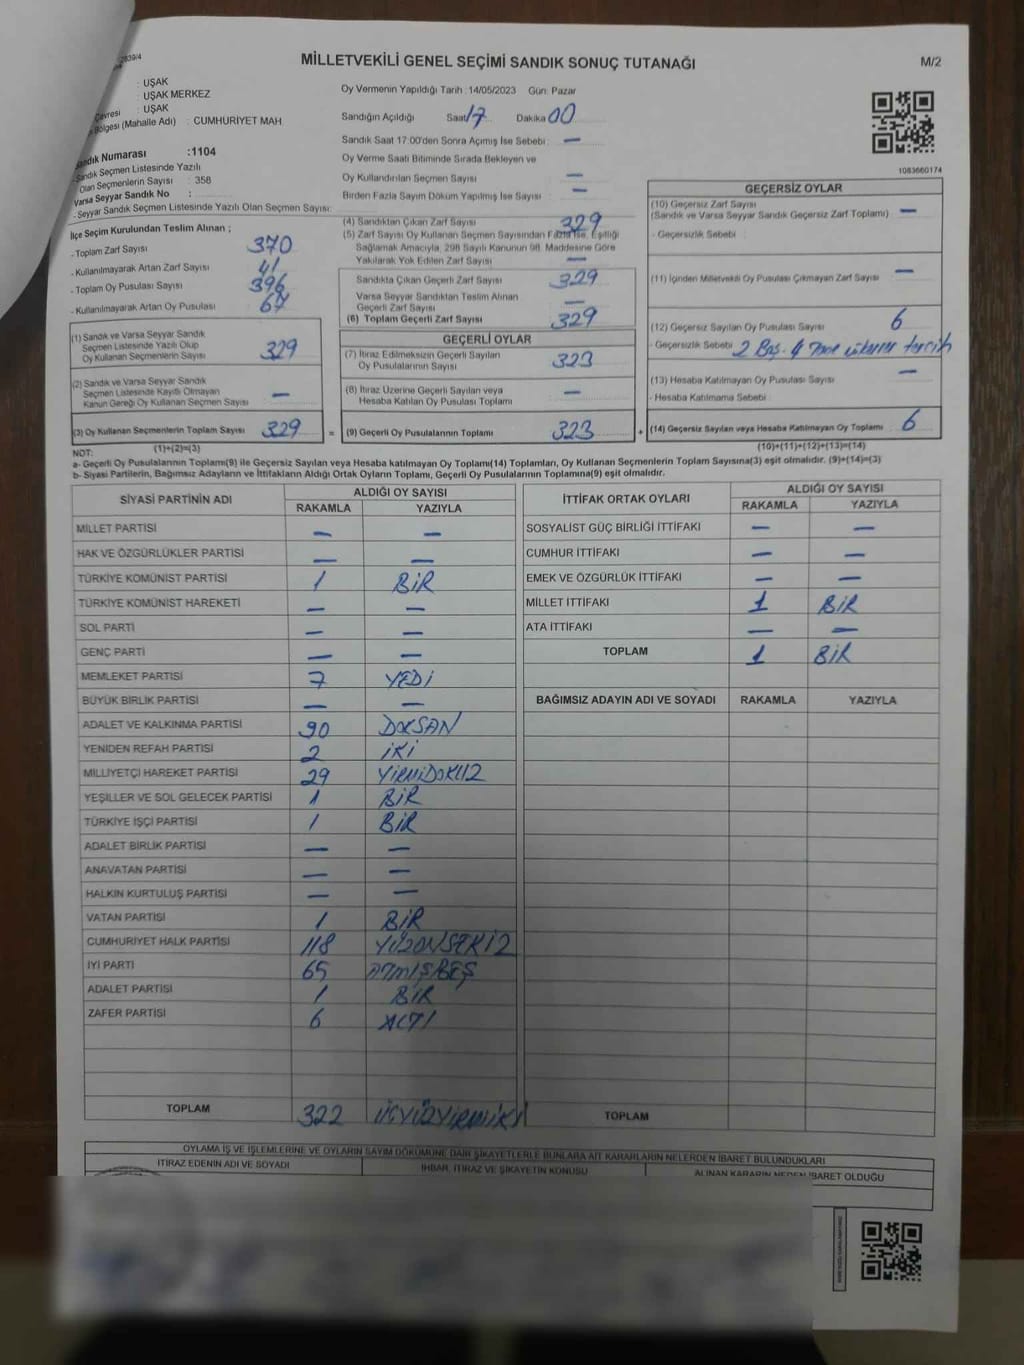 2839/4
MİLLETVEKİLİ GENEL SEÇİMİ SANDIK SONUÇ TUTANAĞI
M/2
: UŞAK
: UŞAK MERKEZ
Çevresi : UŞAK
Bölgesi (Mahalle Adı) : CUMHURİYET MAH
Sandık Numarası :1104
-Sandık Seçmen Listesinde Yazılı
Olan Seçmenlerin Sayısı : 358
Varsa Seyyar Sandık No :
- Seyyar Sandık Seçmen Listesinde Yazılı Olan Seçmen Sayısı:
Oy Vermenin Yapıldığı Tarih :14/05/2023 Gün: Pazar
Sandığın Açıldığı Saat 17 Dakika 00
Sandık Saat 17.00'den Sonra Açımış İse Sebebi : —
Oy Verme Saati Bitiminde Sırada Bekleyen ve
Oy Kullandırılan Seçmen Sayısı : —
Birden Fazla Sayım Döküm Yapılmış İse Sayısı : —
1083660174
İlçe Seçim Kurulundan Teslim Alınan ;
- Toplam Zarf Sayısı 370
- Kullanılmayarak Artan Zarf Sayısı 41
- Toplam Oy Pusulası Sayısı 396
- Kullanılmayarak Artan Oy Pusulası 67
(4) Sandıktan Çıkan Zarf Sayısı 329
(5) Zarf Sayısı Oy Kullanan Seçmen Sayısından Fazla İse, Eşitliği
Sağlamak Amacıyla, 298 Sayılı Kanunun 98. Maddesine Göre
Yakılarak Yok Edilen Zarf Sayısı —
Sandıkta Çıkan Geçerli Zarf Sayısı 329
Varsa Seyyar Sandıktan Teslim Alınan
Geçerli Zarf Sayısı —
(6) Toplam Geçerli Zarf Sayısı 329
GEÇERSİZ OYLAR
(10) Geçersiz Zarf Sayısı
(Sandık ve Varsa Seyyar Sandık Geçersiz Zarf Toplamı) —
- Geçersizlik Sebebi :
(11) İçinden Milletvekili Oy Pusulası Çıkmayan Zarf Sayısı —
(12) Geçersiz Sayılan Oy Pusulası Sayısı 6
- Geçersizlik Sebebi 2 Boş. 4
(13) Hesaba Katılmayan Oy Pusulası Sayısı —
- Hesaba Katılmama Sebebi :
(14) Geçersiz Sayılan veya Hesaba Katılmayan Oy Toplamı 6
(10)+(11)+(12)+(13)=(14)
(1) Sandık ve Varsa Seyyar Sandık
Seçmen Listesinde Yazılı Olup
Oy Kullanan Seçmenlerin Sayısı 329
(2) Sandık ve Varsa Seyyar Sandık
Seçmen Listesinde Kayıtlı Olmayan
Kanun Gereği Oy Kullanan Seçmen Sayısı —
(3) Oy Kullanan Seçmenlerin Toplam Sayısı 329 =
(1)+(2)=(3)
GEÇERLİ OYLAR
(7) İtiraz Edilmeksizin Geçerli Sayılan
Oy Pusulalarının Sayısı 323
(8) İtiraz Üzerine Geçerli Sayılan veya
Hesaba Katılan Oy Pusulası Toplamı —
(9) Geçerli Oy Pusulalarının Toplamı 323 +
NOT:
a- Geçerli Oy Pusulalarının Toplamı(9) ile Geçersiz Sayılan veya Hesaba Katılmayan Oy Toplamı(14) Toplamları, Oy Kullanan Seçmenlerin Toplam Sayısına(3) eşit olmalıdır. (9)+(14)=(3)
b- Siyasi Partilerin, Bağımsız Adayların ve İttifakların Aldığı Ortak Oyların Toplamı, Geçerli Oy Pusulalarının Toplamına(9) eşit olmalıdır.
SİYASİ PARTİNİN ADI ALDIĞI OY SAYISI
RAKAMLA YAZIYLA
MİLLET PARTİSİ — —
HAK VE ÖZGÜRLÜKLER PARTİSİ — —
TÜRKİYE KOMÜNİST PARTİSİ 1 BİR
TÜRKİYE KOMÜNİST HAREKETİ — —
SOL PARTİ — —
GENÇ PARTİ — —
MEMLEKET PARTİSİ 7 YEDİ
BÜYÜK BİRLİK PARTİSİ — —
ADALET VE KALKINMA PARTİSİ 90 DOKSAN
YENİDEN REFAH PARTİSİ 2 İKİ
MİLLİYETÇİ HAREKET PARTİSİ 29 YİRMİDOKUZ
YEŞİLLER VE SOL GELECEK PARTİSİ 1 BİR
TÜRKİYE İŞÇİ PARTİSİ 1 BİR
ADALET BİRLİK PARTİSİ — —
ANAVATAN PARTİSİ — —
HALKIN KURTULUŞ PARTİSİ — —
VATAN PARTİSİ 1 BİR
CUMHURİYET HALK PARTİSİ 118 YÜZONSEKİZ
İYİ PARTİ 65 ATMIŞBEŞ
ADALET PARTİSİ 1 BİR
ZAFER PARTİSİ 6 ALTI
TOPLAM 322 ÜÇYÜZYİRMİKİ
İTTİFAK ORTAK OYLARI ALDIĞI OY SAYISI
RAKAMLA YAZIYLA
SOSYALİST GÜÇ BİRLİĞİ İTTİFAKI — —
CUMHUR İTTİFAKI — —
EMEK VE ÖZGÜRLÜK İTTİFAKI — —
MİLLET İTTİFAKI 1 BİR
ATA İTTİFAKI — —
TOPLAM 1 BİR
BAĞIMSIZ ADAYIN ADI VE SOYADI RAKAMLA YAZIYLA
TOPLAM
OYLAMA İŞ VE İŞLEMLERİNE VE OYLARIN SAYIM DÖKÜMÜNE DAİR ŞİKAYETLERLE BUNLARA AİT KARARLARIN NELERDEN İBARET BULUNDUKLARI
İTİRAZ EDENİN ADI VE SOYADI İHBAR, İTİRAZ VE ŞİKAYETİN KONUSU ALINAN KARARIN NEDEN İBARET OLDUĞU